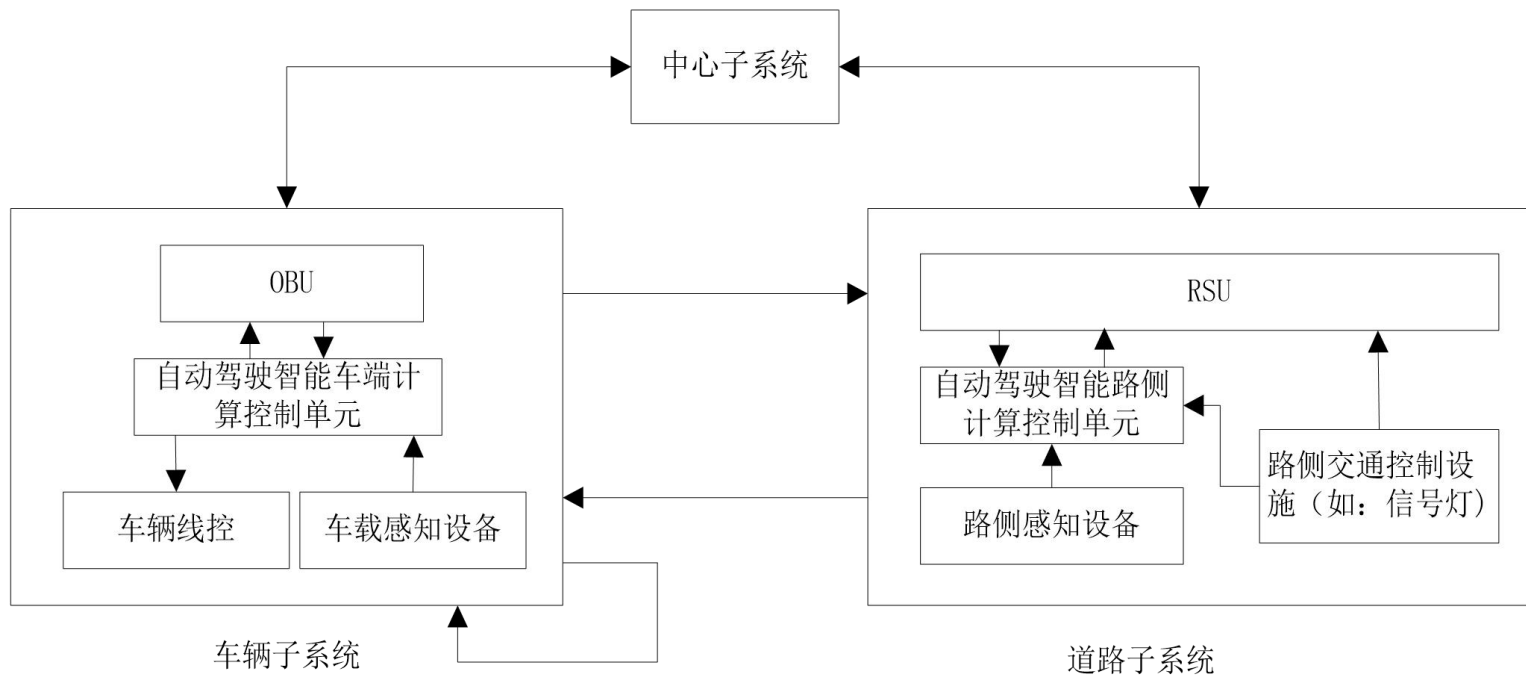 中心子系统
OBU
自动驾驶智能车端计
算控制单元
车辆线控
车载感知设备
车辆子系统
RSU
自动驾驶智能路侧
计算控制单元
路侧感知设备
路侧交通控制设
施（如：信号灯）
道路子系统